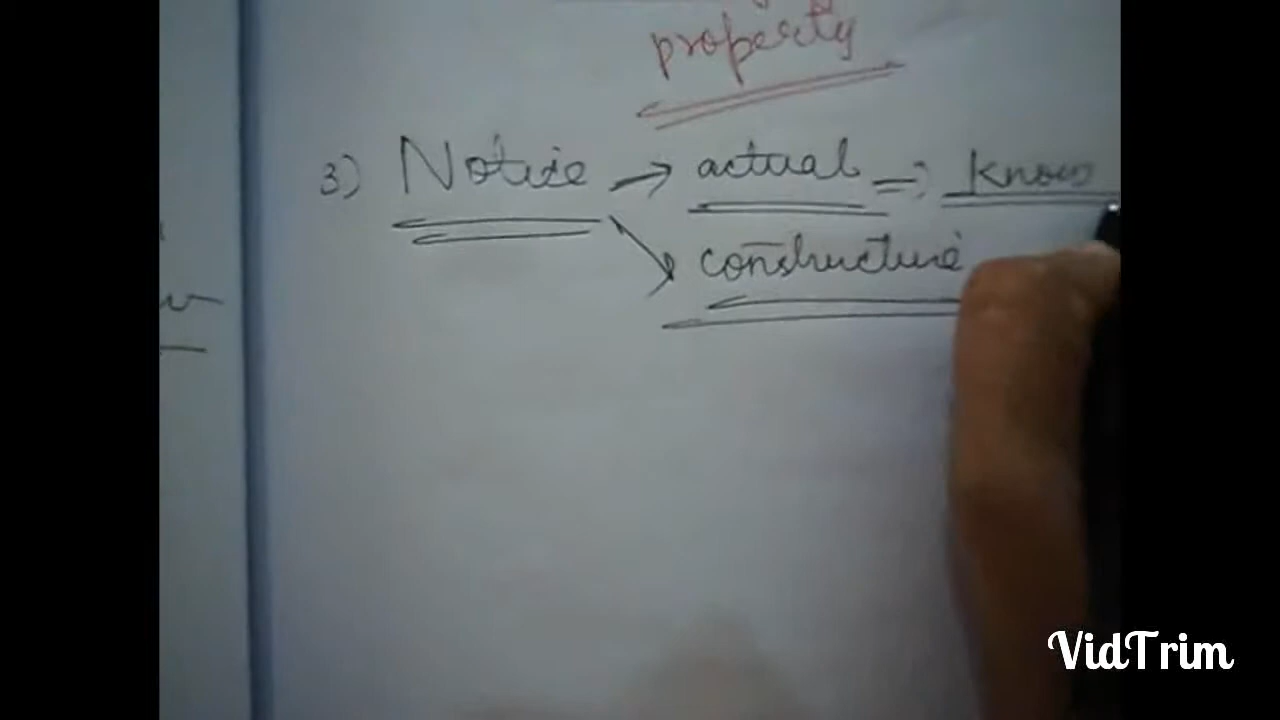 property
3) Notice → actual => Know
constructive
VidTrim